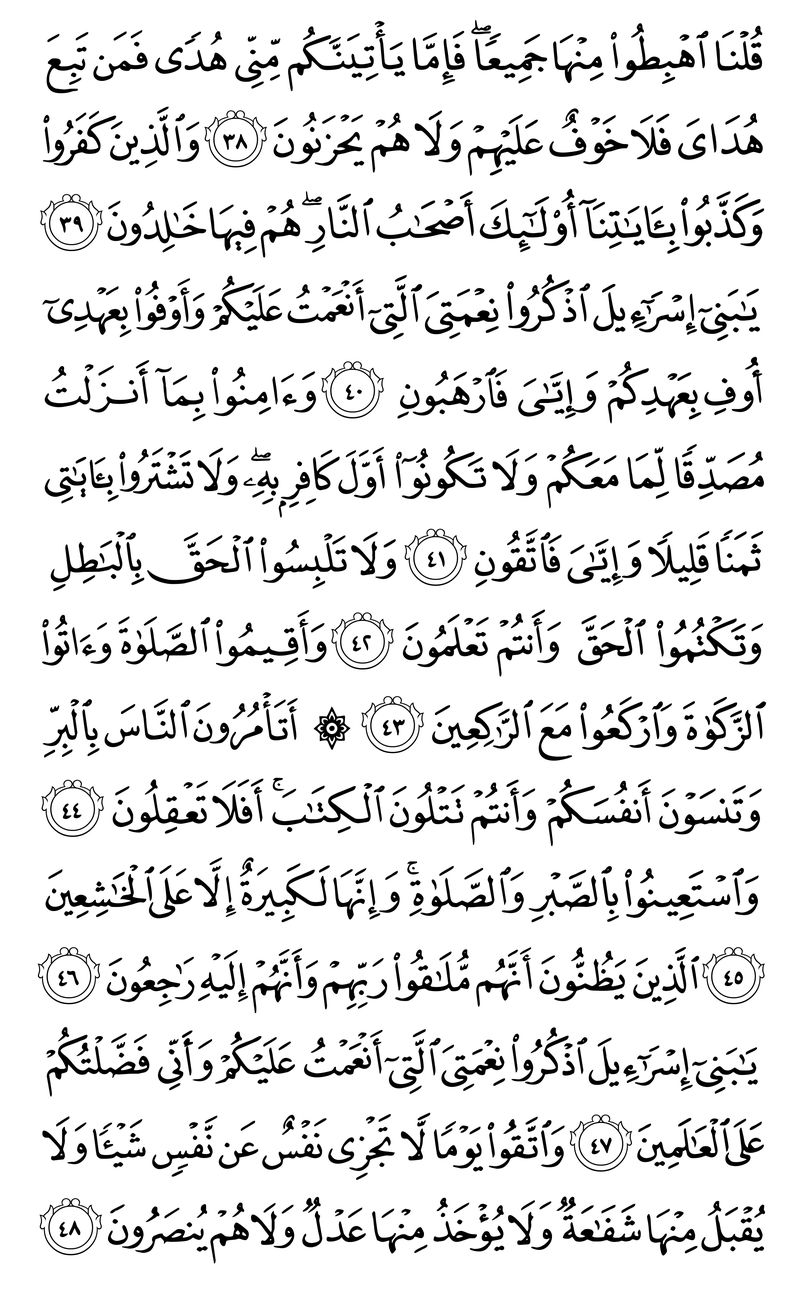 قُلْنَا ٱهْبِطُوا۟ مِنْهَا جَمِيعًۭا ۖ فَإِمَّا يَأْتِيَنَّكُم مِّنِّى هُدًۭى فَمَن تَبِعَ
هُدَاىَ فَلَا خَوْفٌ عَلَيْهِمْ وَلَا هُمْ يَحْزَنُونَ ٣٨ وَٱلَّذِينَ كَفَرُوا۟
وَكَذَّبُوا۟ بِـَٔايَـٰتِنَآ أُو۟لَـٰٓئِكَ أَصْحَـٰبُ ٱلنَّارِ ۖ هُمْ فِيهَا خَـٰلِدُونَ ٣٩
يَـٰبَنِىٓ إِسْرَٰٓءِيلَ ٱذْكُرُوا۟ نِعْمَتِىَ ٱلَّتِىٓ أَنْعَمْتُ عَلَيْكُمْ وَأَوْفُوا۟ بِعَهْدِىٓ
أُوفِ بِعَهْدِكُمْ وَإِيَّـٰىَ فَٱرْهَبُونِ ٤٠ وَءَامِنُوا۟ بِمَآ أَنزَلْتُ
مُصَدِّقًۭا لِّمَا مَعَكُمْ وَلَا تَكُونُوٓا۟ أَوَّلَ كَافِرٍۭ بِهِۦ ۖ وَلَا تَشْتَرُوا۟ بِـَٔايَـٰتِى
ثَمَنًۭا قَلِيلًۭا وَإِيَّـٰىَ فَٱتَّقُونِ ٤١ وَلَا تَلْبِسُوا۟ ٱلْحَقَّ بِٱلْبَـٰطِلِ
وَتَكْتُمُوا۟ ٱلْحَقَّ وَأَنتُمْ تَعْلَمُونَ ٤٢ وَأَقِيمُوا۟ ٱلصَّلَوٰةَ وَءَاتُوا۟
ٱلزَّكَوٰةَ وَٱرْكَعُوا۟ مَعَ ٱلرَّٰكِعِينَ ٤٣ ۞ أَتَأْمُرُونَ ٱلنَّاسَ بِٱلْبِرِّ
وَتَنسَوْنَ أَنفُسَكُمْ وَأَنتُمْ تَتْلُونَ ٱلْكِتَـٰبَ ۚ أَفَلَا تَعْقِلُونَ ٤٤
وَٱسْتَعِينُوا۟ بِٱلصَّبْرِ وَٱلصَّلَوٰةِ ۚ وَإِنَّهَا لَكَبِيرَةٌ إِلَّا عَلَى ٱلْخَـٰشِعِينَ
٤٥ ٱلَّذِينَ يَظُنُّونَ أَنَّهُم مُّلَـٰقُوا۟ رَبِّهِمْ وَأَنَّهُمْ إِلَيْهِ رَٰجِعُونَ ٤٦
يَـٰبَنِىٓ إِسْرَٰٓءِيلَ ٱذْكُرُوا۟ نِعْمَتِىَ ٱلَّتِىٓ أَنْعَمْتُ عَلَيْكُمْ وَأَنِّى فَضَّلْتُكُمْ
عَلَى ٱلْعَـٰلَمِينَ ٤٧ وَٱتَّقُوا۟ يَوْمًۭا لَّا تَجْزِى نَفْسٌ عَن نَّفْسٍۢ شَيْـًۭٔا وَلَا
يُقْبَلُ مِنْهَا شَفَـٰعَةٌۭ وَلَا يُؤْخَذُ مِنْهَا عَدْلٌۭ وَلَا هُمْ يُنصَرُونَ ٤٨